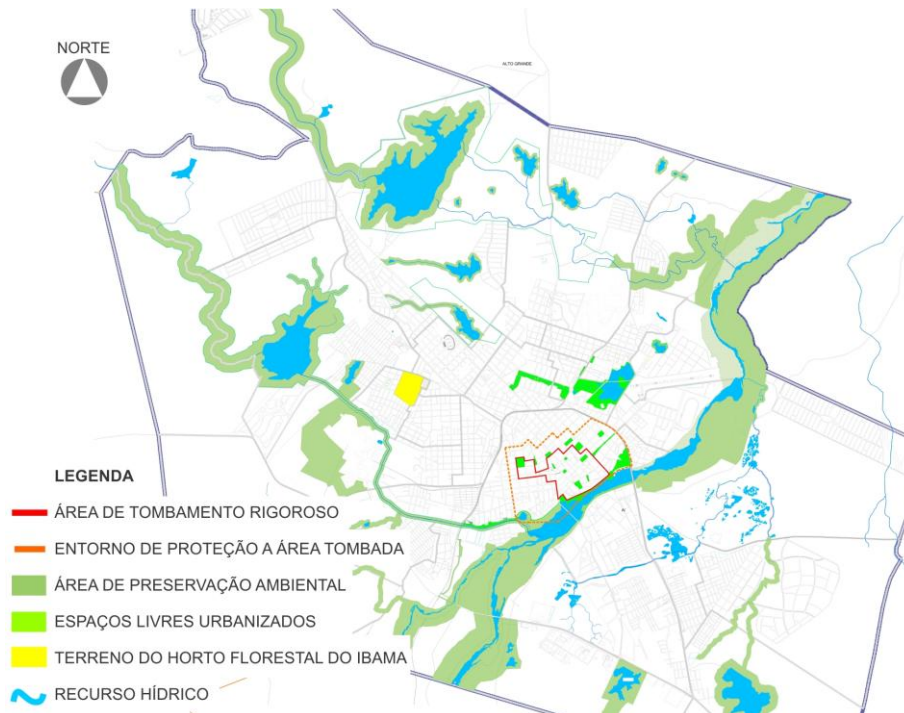 NORTE
ALTO GRANDE
LEGENDA
ÁREA DE TOMBAMENTO RIGOROSO
ENTORNO DE PROTEÇÃO A ÁREA TOMBADA
ÁREA DE PRESERVAÇÃO AMBIENTAL
ESPAÇOS LIVRES URBANIZADOS
TERRENO DO HORTO FLORESTAL DO IBAMA
RECURSO HÍDRICO